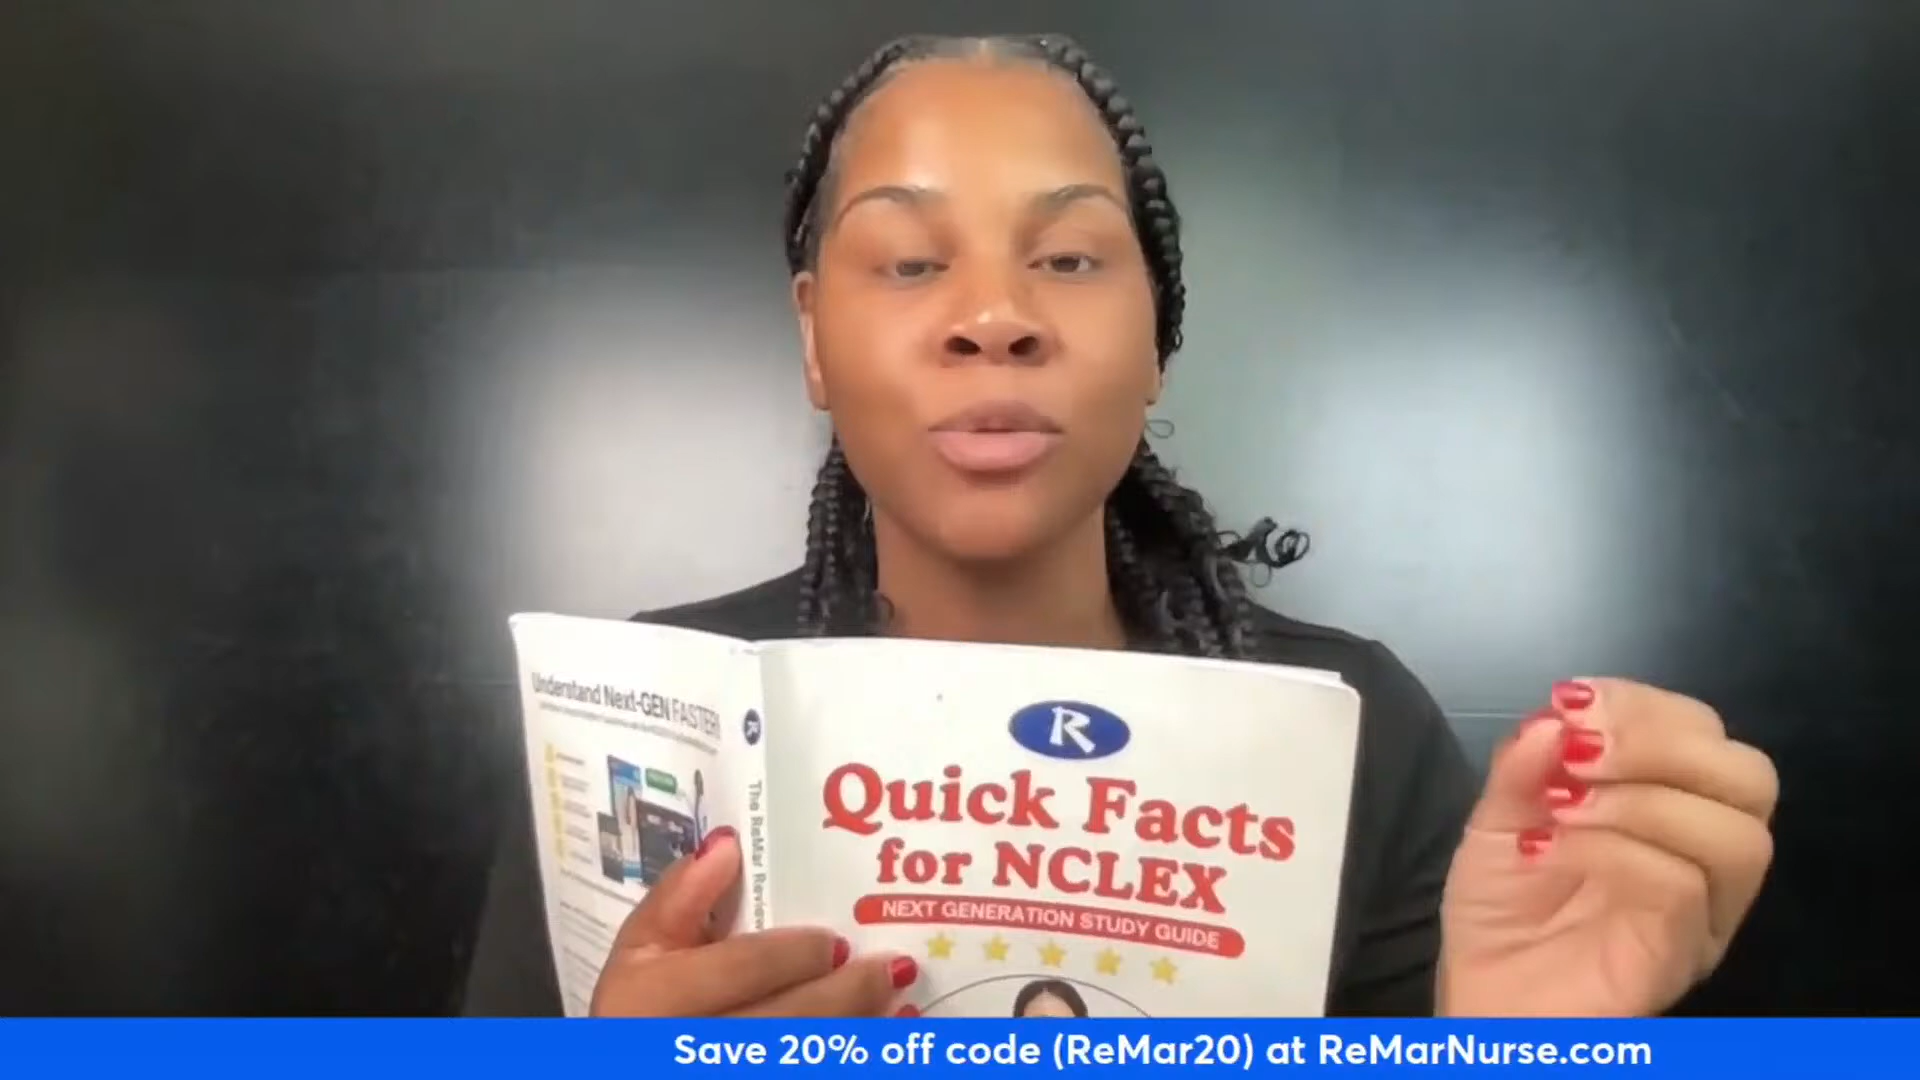 Understand Next-GEN FASTER!
R
The ReMar Review
R
Quick Facts
for NCLEX
NEXT GENERATION STUDY GUIDE
Save 20% off code (ReMar20) at ReMarNurse.com